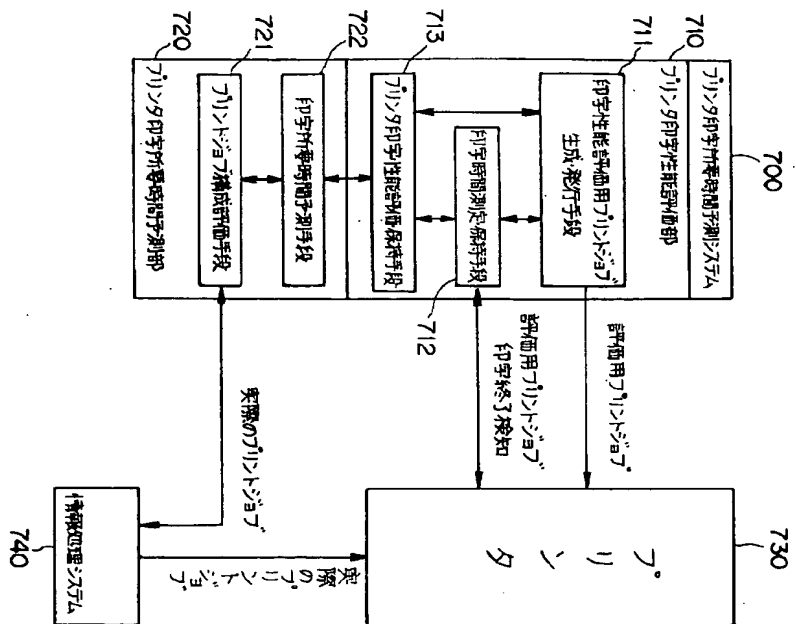 700
プリンタ印字所要時間予測システム
710
プリンタ印字性能評価部
711
印字性能評価用プリントジョブ
生成・発行手段
712
印字時間測定/保持手段
713
プリンタ印字性能評価/保持手段
722
印字所要時間予測手段
721
プリントジョブ構成評価手段
720
プリンタ印字所要時間予測部
評価用プリントジョブ
評価用プリントジョブ
印字終了検知
実際のプリントジョブ
730
プリンタ
実際
のプ
リント
ジョブ
740
情報処理システム